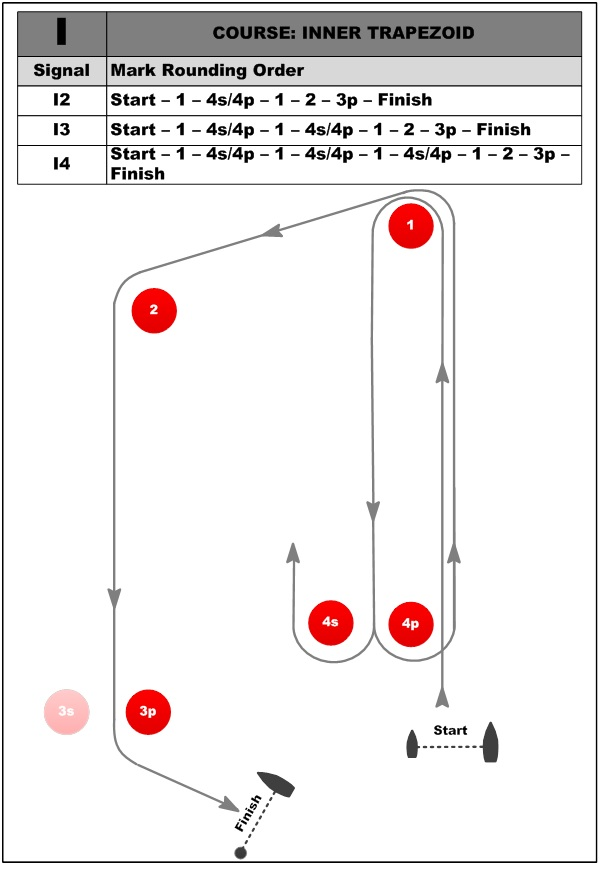 I COURSE: INNER TRAPEZOID
Signal Mark Rounding Order
I2 Start – 1 – 4s/4p – 1 – 2 – 3p – Finish
I3 Start – 1 – 4s/4p – 1 – 4s/4p – 1 – 2 – 3p – Finish
I4 Start – 1 – 4s/4p – 1 – 4s/4p – 1 – 4s/4p – 1 – 2 – 3p –
Finish
1
2
4s 4p
3s 3p
Start
Finish